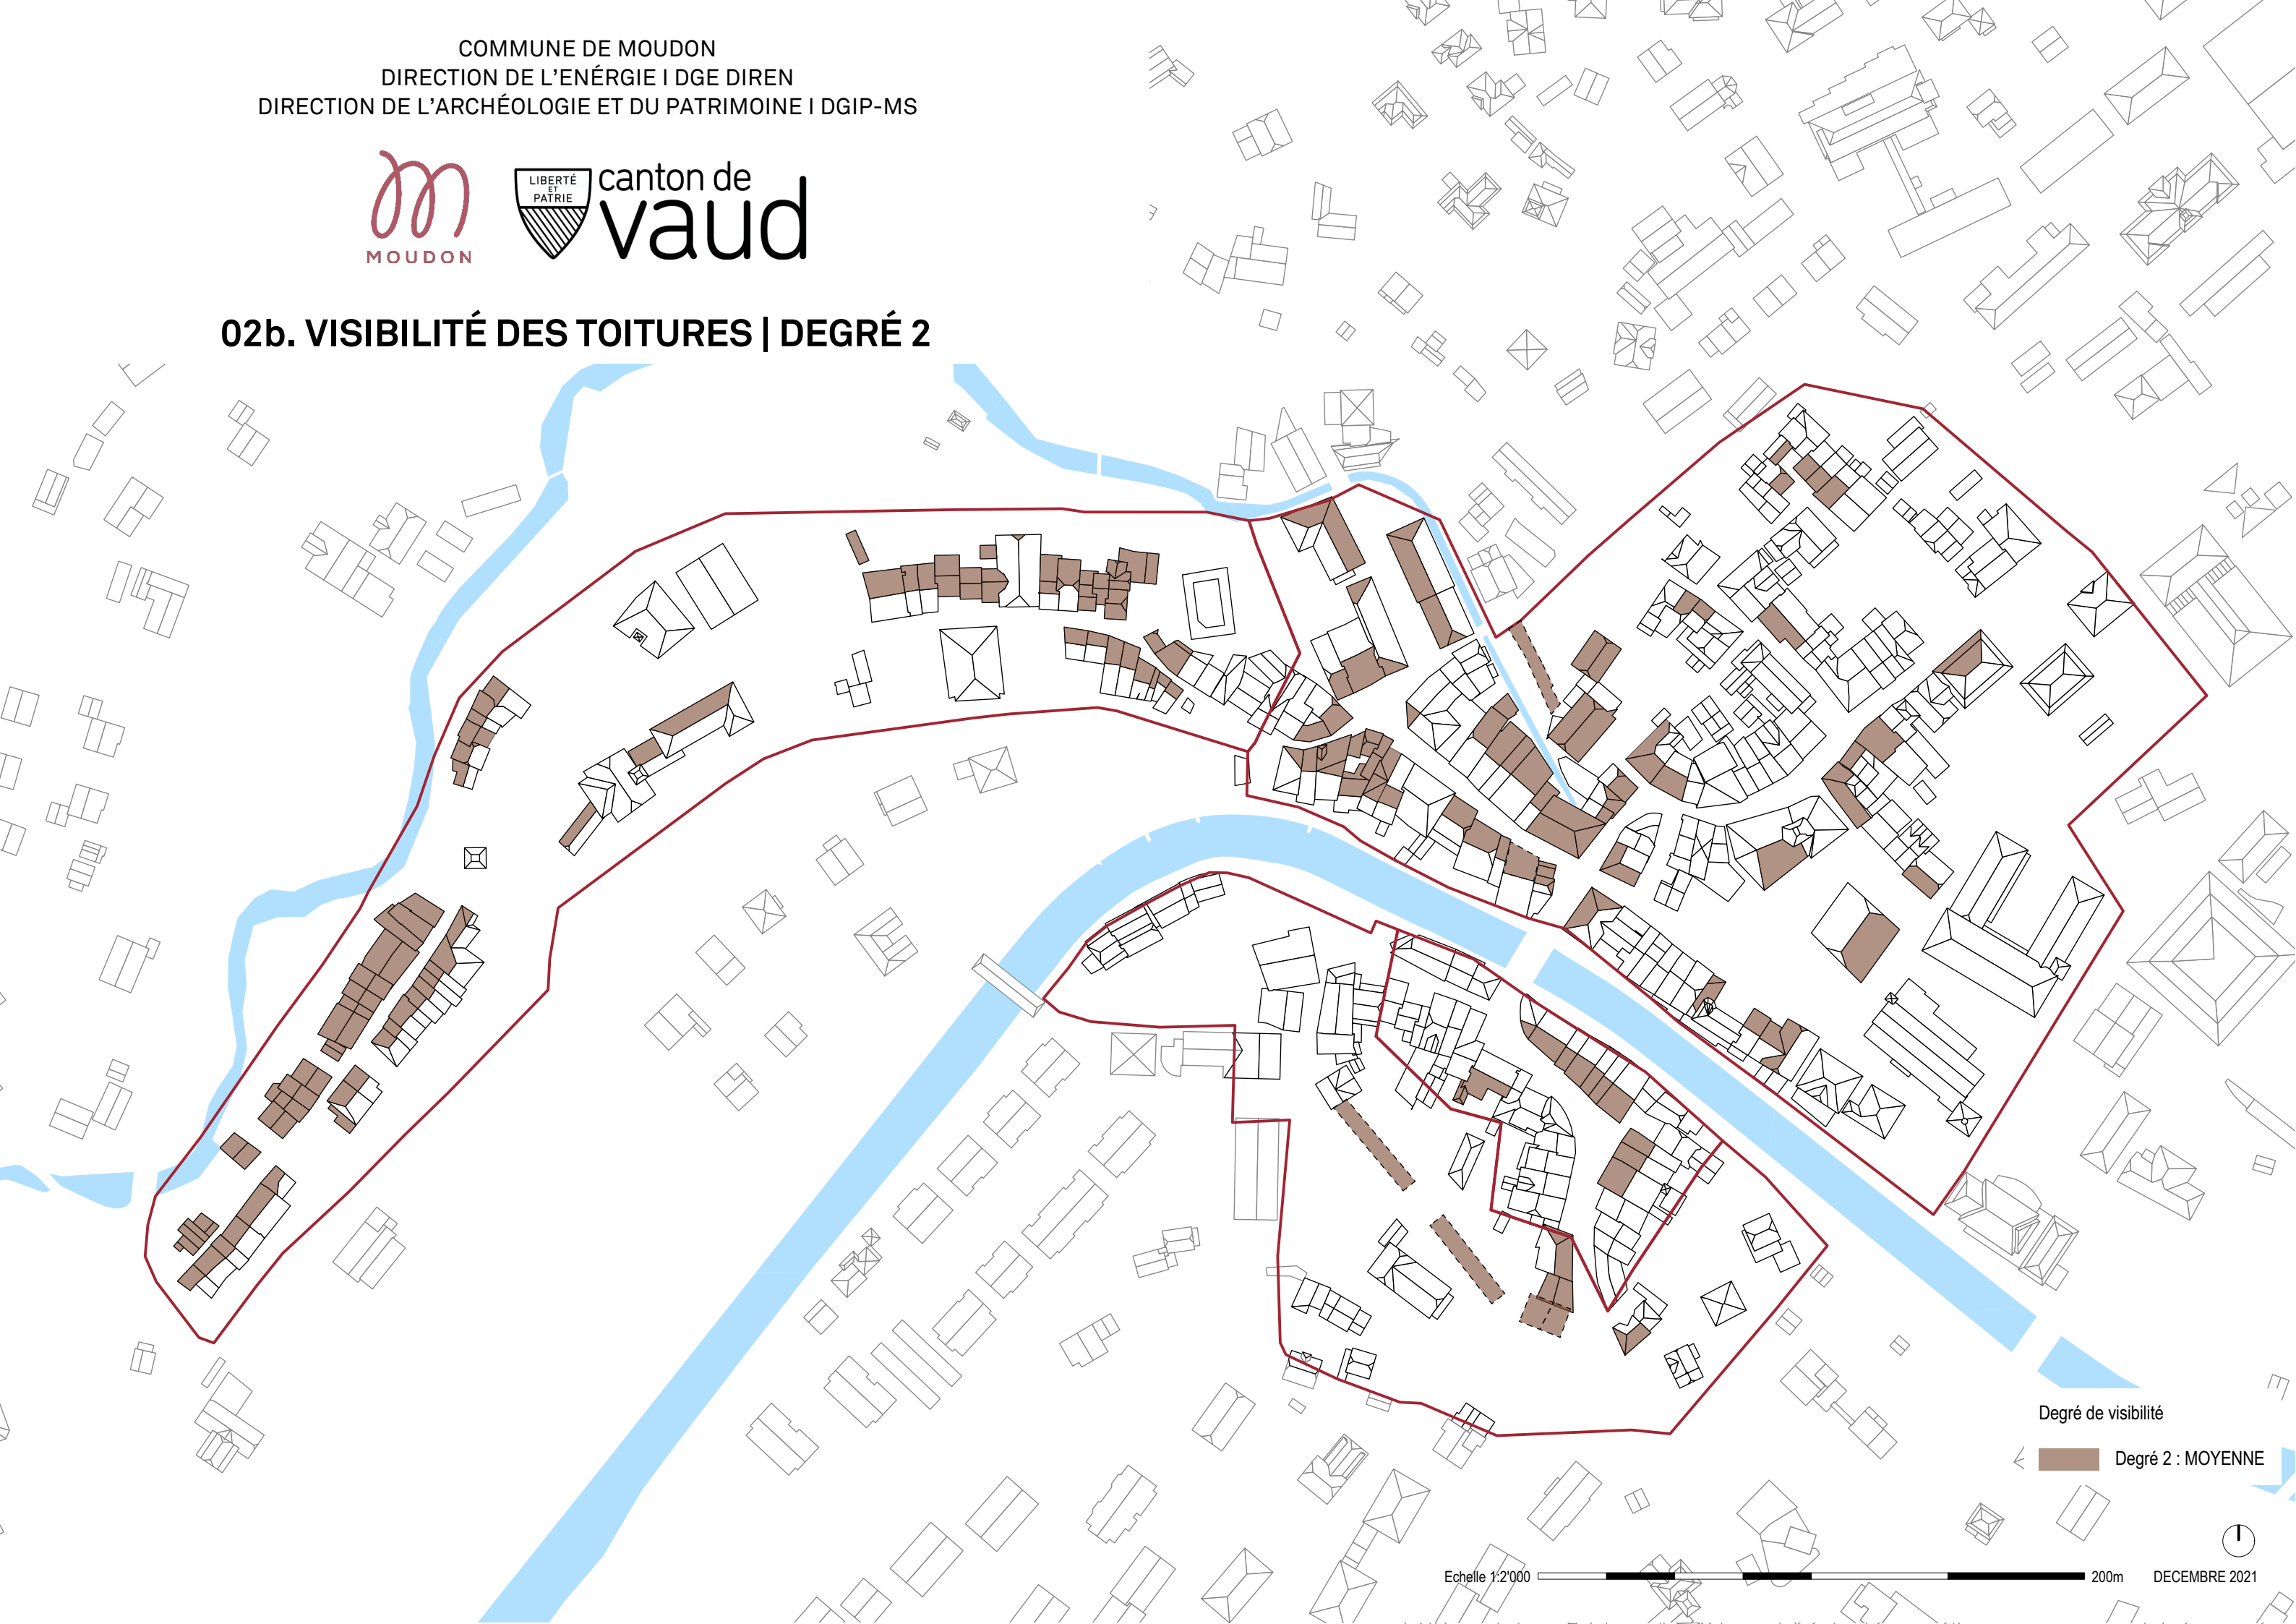 COMMUNE DE MOUDON
DIRECTION DE L'ENÉRGIE I DGE DIREN
DIRECTION DE L'ARCHÉOLOGIE ET DU PATRIMOINE I DGIP-MS
MOUDON
LIBERTÉ
ET
PATRIE
canton de
vaud
02b. VISIBILITÉ DES TOITURES | DEGRÉ 2
Degré de visibilité
Degré 2 : MOYENNE
Echelle 1:2'000
200m
DECEMBRE 2021